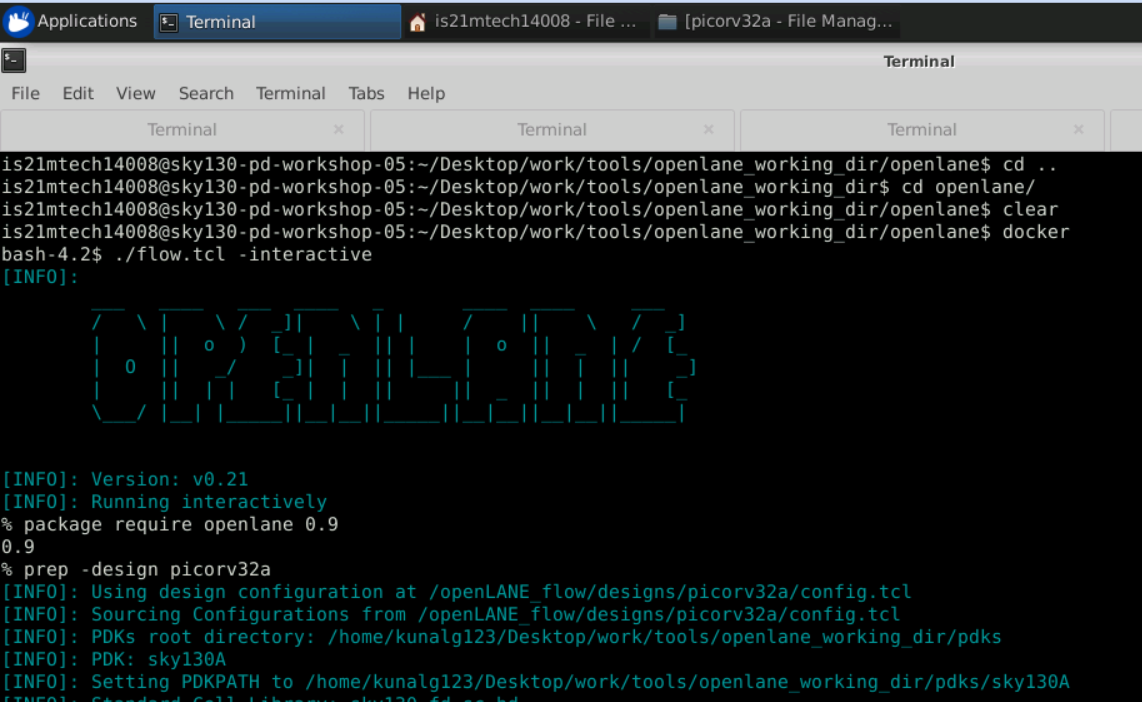 Applications
Terminal
is21mtech14008 - File ...
[picorv32a - File Manag...
Terminal
File Edit View Search Terminal Tabs Help
Terminal × Terminal × Terminal ×
is21mtech14008@sky130-pd-workshop-05:~/Desktop/work/tools/openlane_working_dir/openlane$ cd ..
is21mtech14008@sky130-pd-workshop-05:~/Desktop/work/tools/openlane_working_dir$ cd openlane/
is21mtech14008@sky130-pd-workshop-05:~/Desktop/work/tools/openlane_working_dir/openlane$ clear
is21mtech14008@sky130-pd-workshop-05:~/Desktop/work/tools/openlane_working_dir/openlane$ docker
bash-4.2$ ./flow.tcl -interactive
[INFO]:
OPENLANE
[INFO]: Version: v0.21
[INFO]: Running interactively
% package require openlane 0.9
0.9
% prep -design picorv32a
[INFO]: Using design configuration at /openLANE_flow/designs/picorv32a/config.tcl
[INFO]: Sourcing Configurations from /openLANE_flow/designs/picorv32a/config.tcl
[INFO]: PDKs root directory: /home/kunalg123/Desktop/work/tools/openlane_working_dir/pdks
[INFO]: PDK: sky130A
[INFO]: Setting PDKPATH to /home/kunalg123/Desktop/work/tools/openlane_working_dir/pdks/sky130A